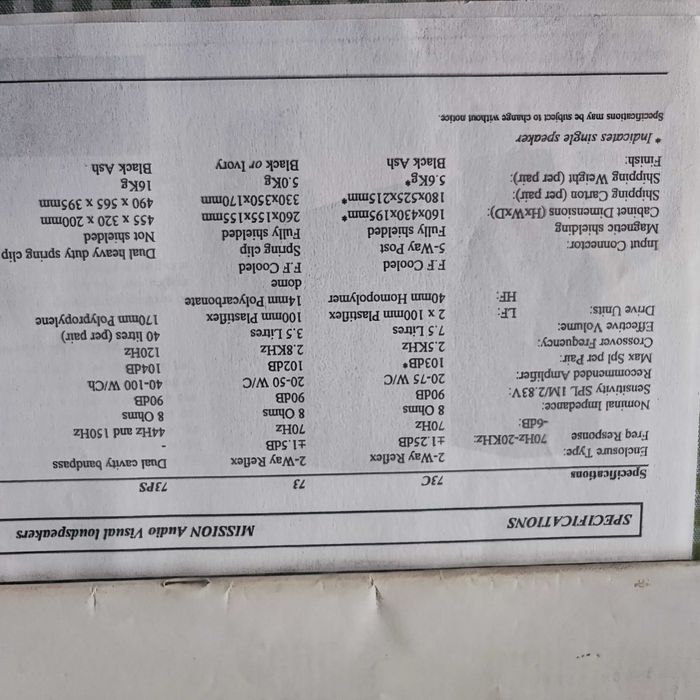 SPECIFICATIONS MISSION Audio Visual loudspeakers
Specifications 73C 73 73PS
Enclosure Type: 2-Way Reflex 2-Way Reflex Dual cavity bandpass
Freq Response 70Hz-20KHz: ±1.25dB ±1.5dB -
-6dB: 70Hz 70Hz 44Hz and 150Hz
Nominal Impedance: 8 Ohms 8 Ohms 8 Ohms
Sensitivity SPL 1M/2.83V: 90dB 90dB 90dB
Recommended Amplifier: 20-75 W/C 20-50 W/C 40-100 W/Ch
Max Spl per Pair: 103dB* 102dB 104dB
Crossover Frequency: 2.5KHz 2.8KHz 120Hz
Effective Volume: 7.5 Litres 3.5 Litres 40 litres (per pair)
Drive Units: LF: 2 x 100mm Plastiflex 100mm Plastiflex 170mm Polypropylene
HF: 40mm Homopolymer 14mm Polycarbonate
dome
F.F Cooled F.F Cooled
Input Connector: 5-Way Post Spring clip Dual heavy duty spring clip
Magnetic shielding Fully shielded Fully shielded Not shielded
Cabinet Dimensions (HxWxD): 160x430x195mm* 260x155x155mm 455 x 320 x 200mm
Shipping Carton (per pair): 180x525x215mm* 330x350x170mm 490 x 565 x 395mm
Shipping Weight (per pair): 5.6Kg* 5.0Kg 16Kg
Finish: Black Ash Black or Ivory Black Ash
* Indicates single speaker
Specifications may be subject to change without notice.